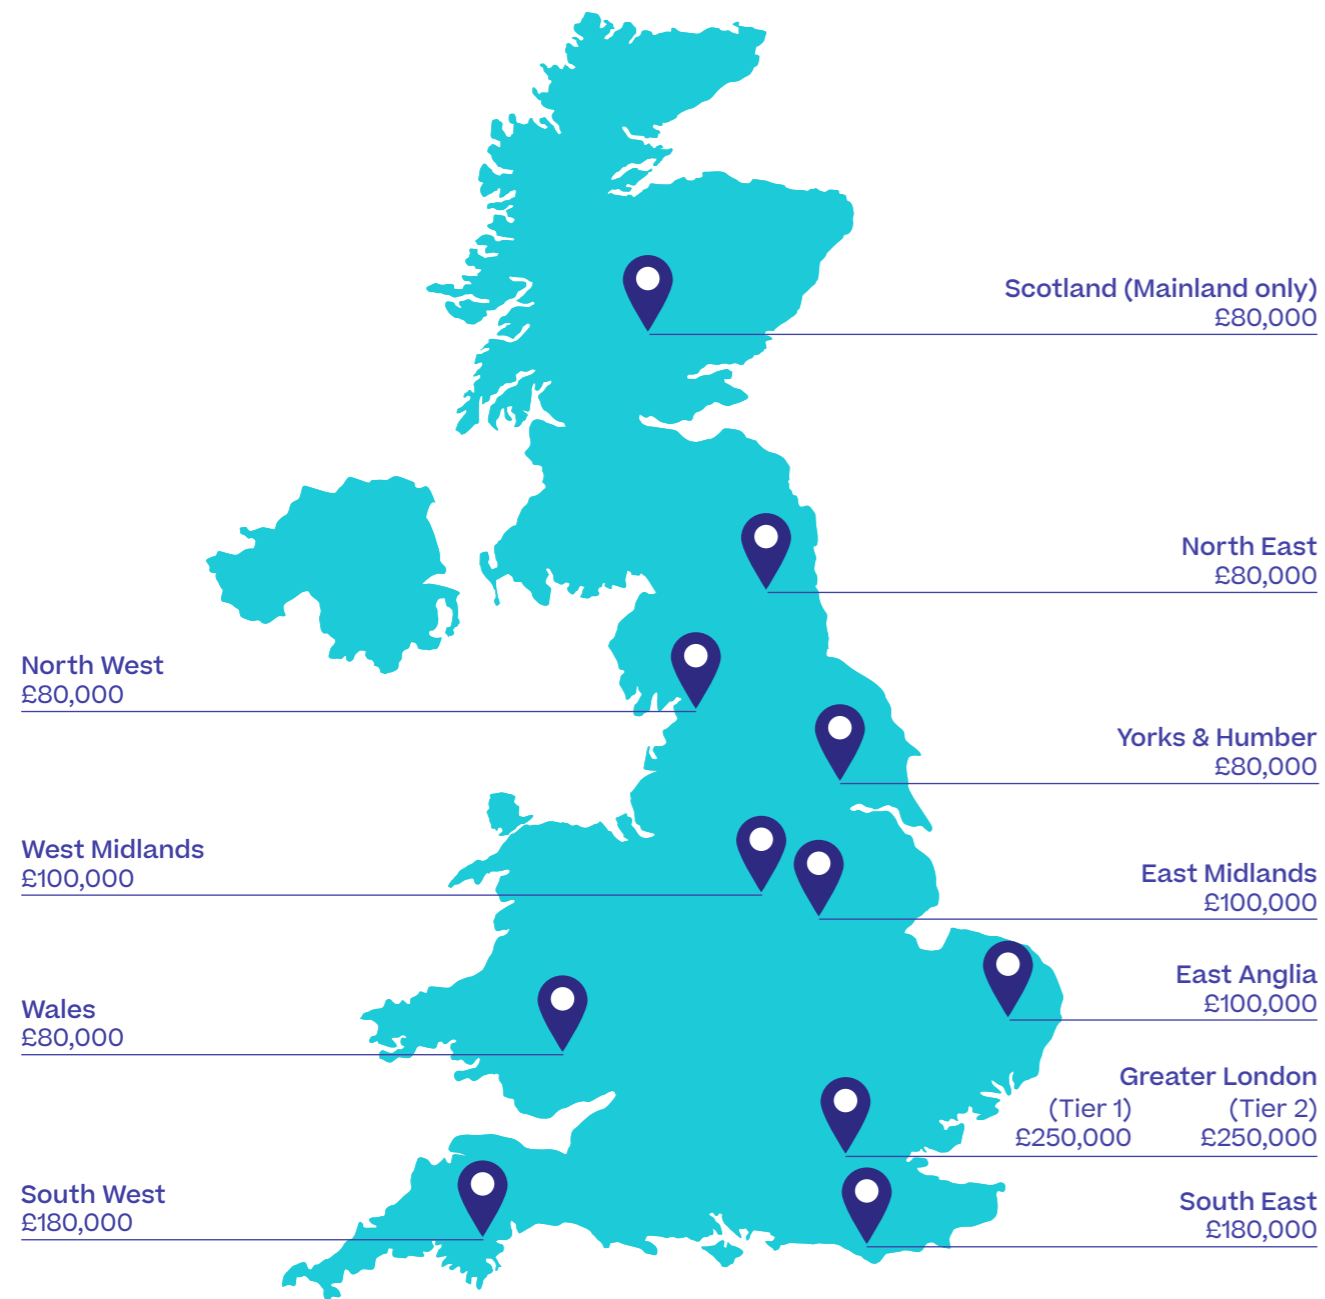 Scotland (Mainland only)
£80,000
North East
£80,000
North West
£80,000
Yorks & Humber
£80,000
West Midlands
£100,000
East Midlands
£100,000
East Anglia
£100,000
Wales
£80,000
Greater London
(Tier 1) (Tier 2)
£250,000 £250,000
South West
£180,000
South East
£180,000